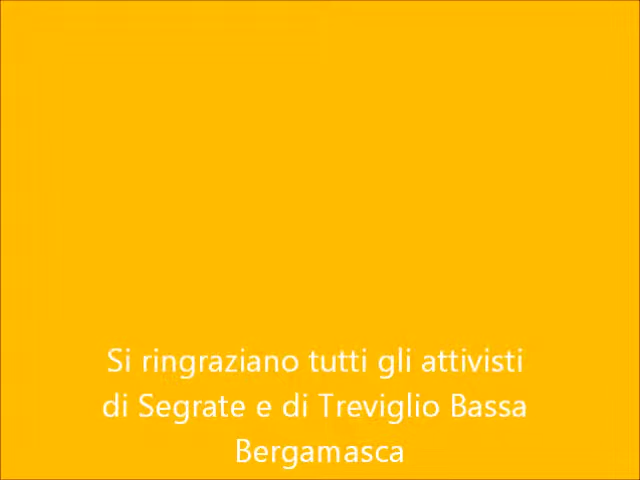 Si ringraziano tutti gli attivisti
di Segrate e di Treviglio Bassa
Bergamasca